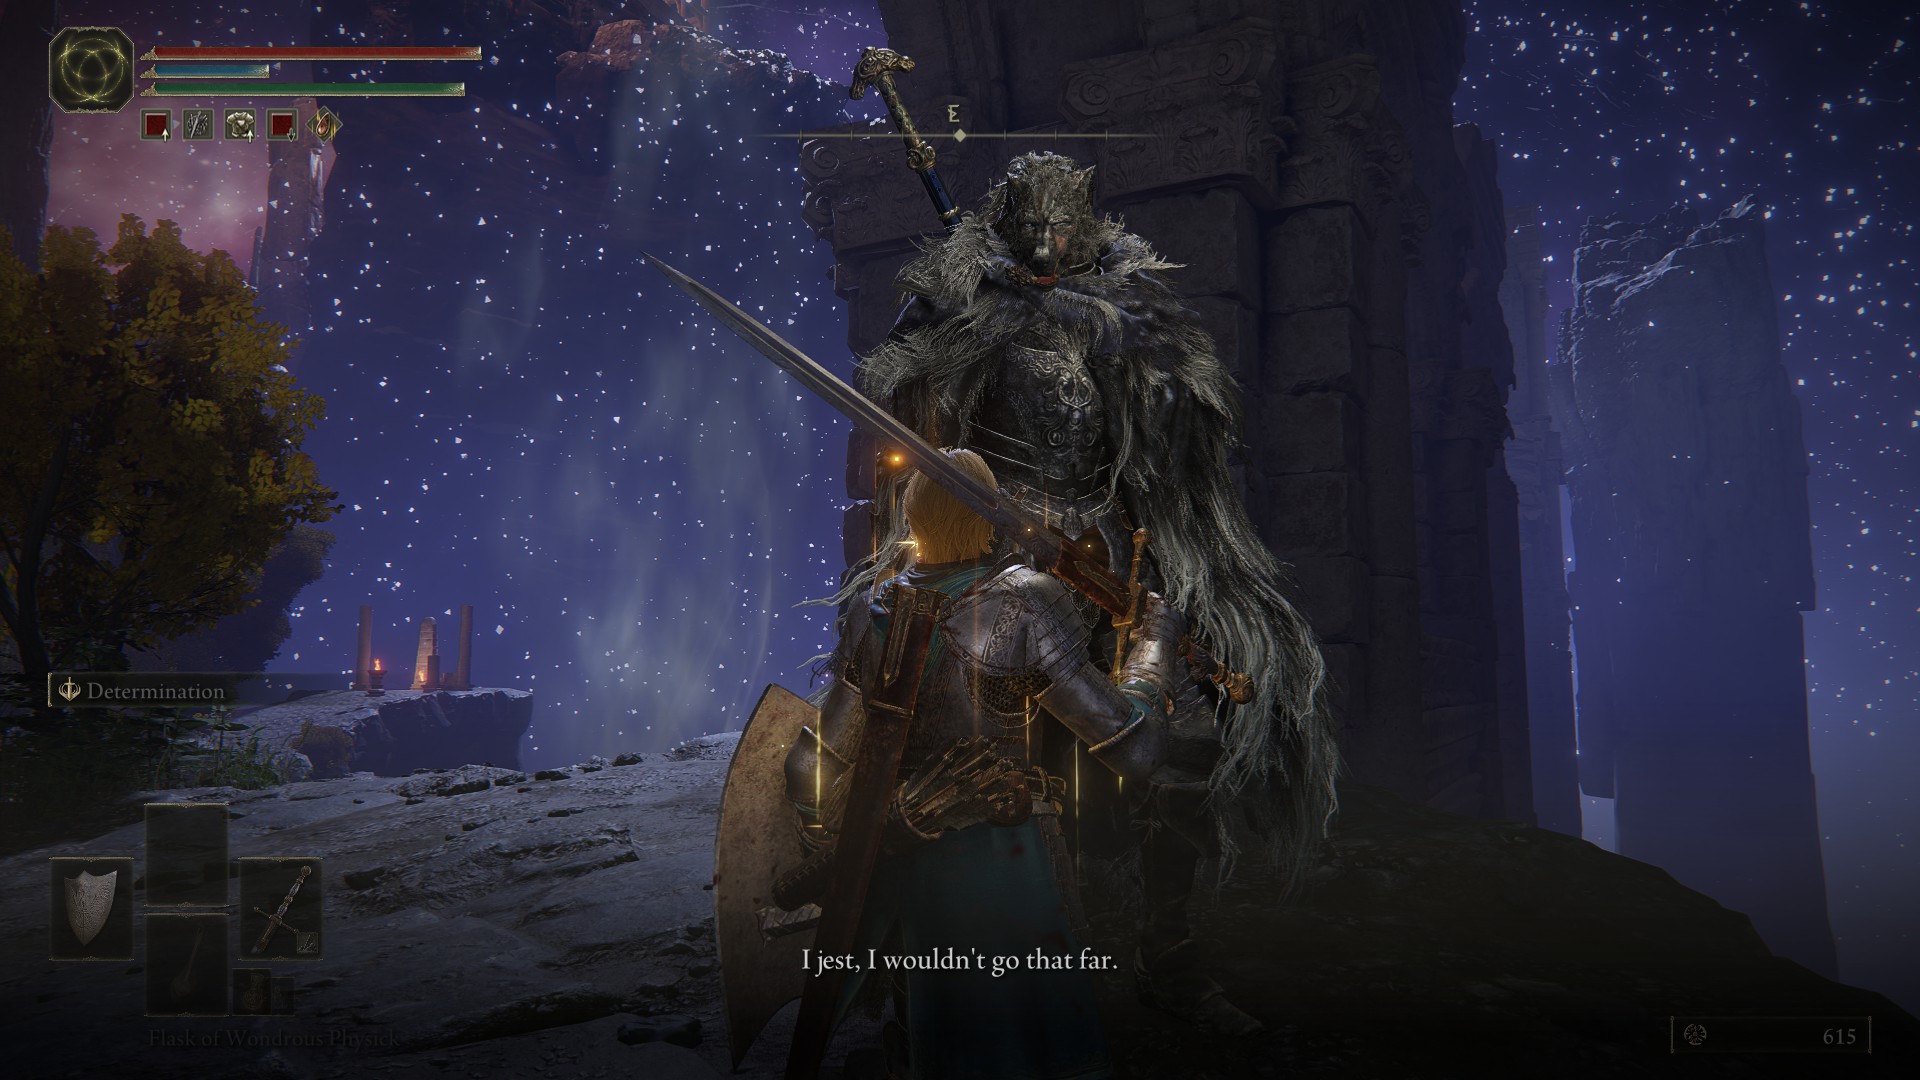 E
Determination
I jest, I wouldn't go that far.
Flask of Wondrous Physick
615